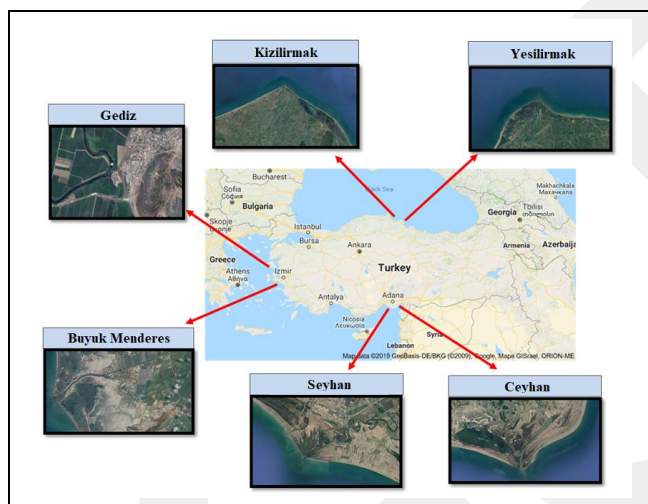 Kizilirmak
Yesilirmak
Gediz
Bucharest
Black Sea
Makhachkala
Махачкала
Sofia
София
Bulgaria
Georgia
Tbilisi
თბილისი
Skopje
Скопје
Istanbul
Bursa
Ankara
Armenia
Azerbaija
Greece
Athens
Αθήνα
Izmir
Turkey
Antalya
Adana
Nicosia
Λευκωσία
Syria
Lebanon
Map data ©2019 GeoBasis-DE/BKG (©2009), Google, Mapa GISrael, ORION-ME
Buyuk Menderes
Seyhan
Ceyhan